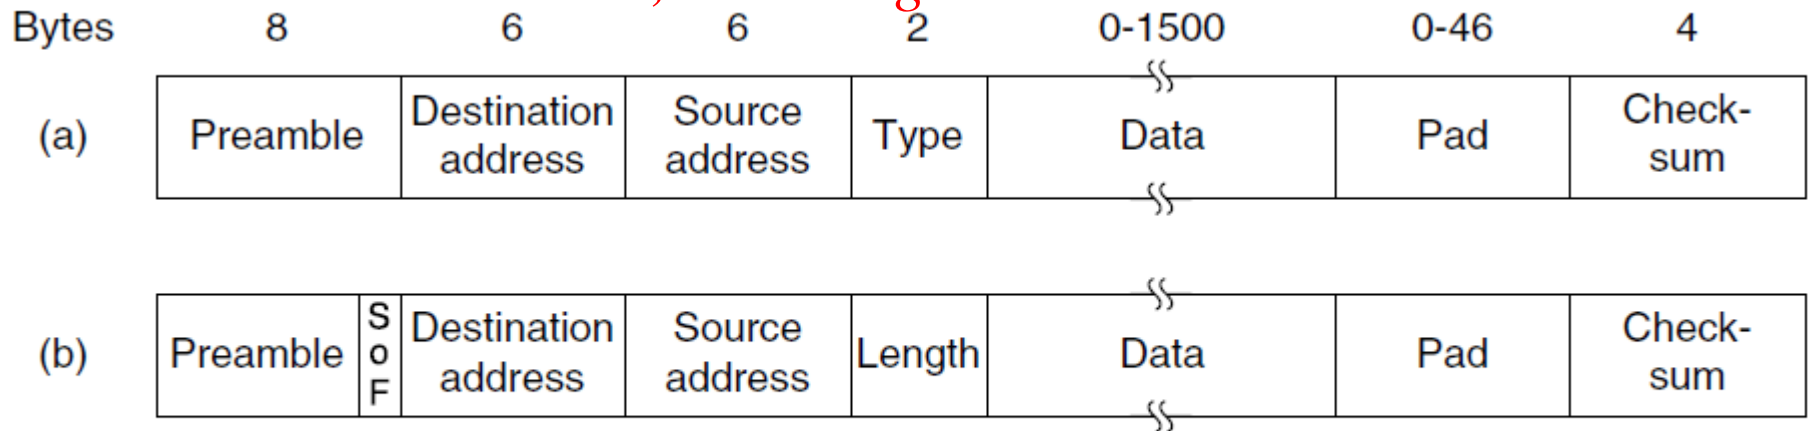 Bytes 8 6 6 2 0-1500 0-46 4
(a) Preamble Destination address Source address Type Data Pad Check-sum
(b) Preamble SoF Destination address Source address Length Data Pad Check-sum